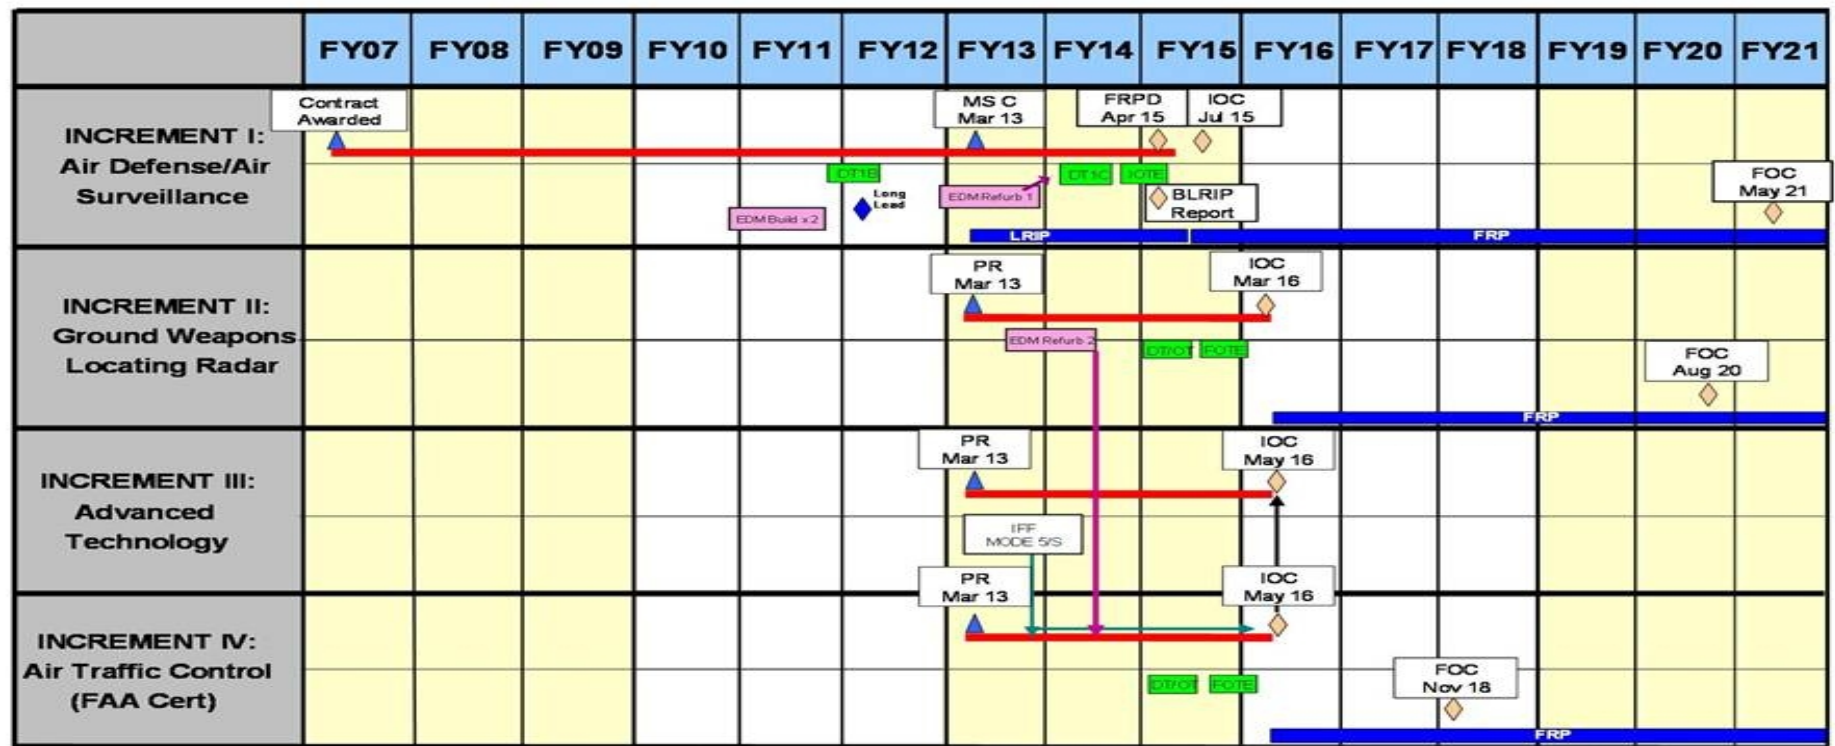 FY07 FY08 FY09 FY10 FY11 FY12 FY13 FY14 FY15 FY16 FY17 FY18 FY19 FY20 FY21
INCREMENT I:
Air Defense/Air
Surveillance
Contract
Awarded
MS C
Mar 13
FRPD
Apr 15
IOC
Jul 15
DT1B
Long
Lead
EDM Build x 2
EDM Refurb 1
DT1C
IOTE
BLRIP
Report
FOC
May 21
LRIP
FRP
INCREMENT II:
Ground Weapons
Locating Radar
PR
Mar 13
IOC
Mar 16
EDM Refurb 2
DT/OT
FOTE
FOC
Aug 20
FRP
INCREMENT III:
Advanced
Technology
PR
Mar 13
IOC
May 16
IFF
MODE 5/S
INCREMENT IV:
Air Traffic Control
(FAA Cert)
PR
Mar 13
IOC
May 16
DT/OT
FOTE
FOC
Nov 18
FRP